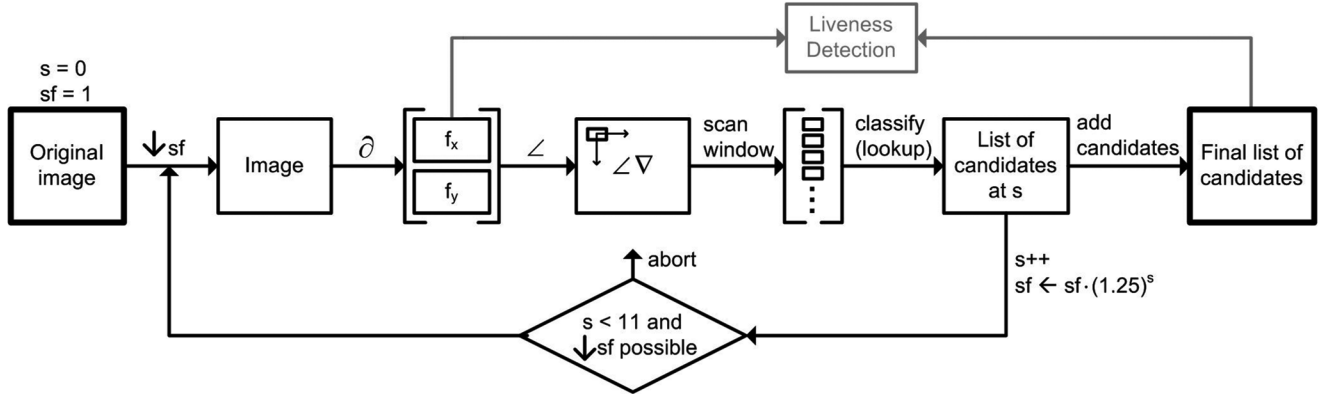 Liveness
Detection
s = 0
sf = 1
Original
image
↓ sf
Image
∂
fx
fy
∠
∠ ∇
scan
window
classify
(lookup)
List of
candidates
at s
add
candidates
Final list of
candidates
abort
s++
sf ← sf·(1.25)^s
s < 11 and
↓ sf possible